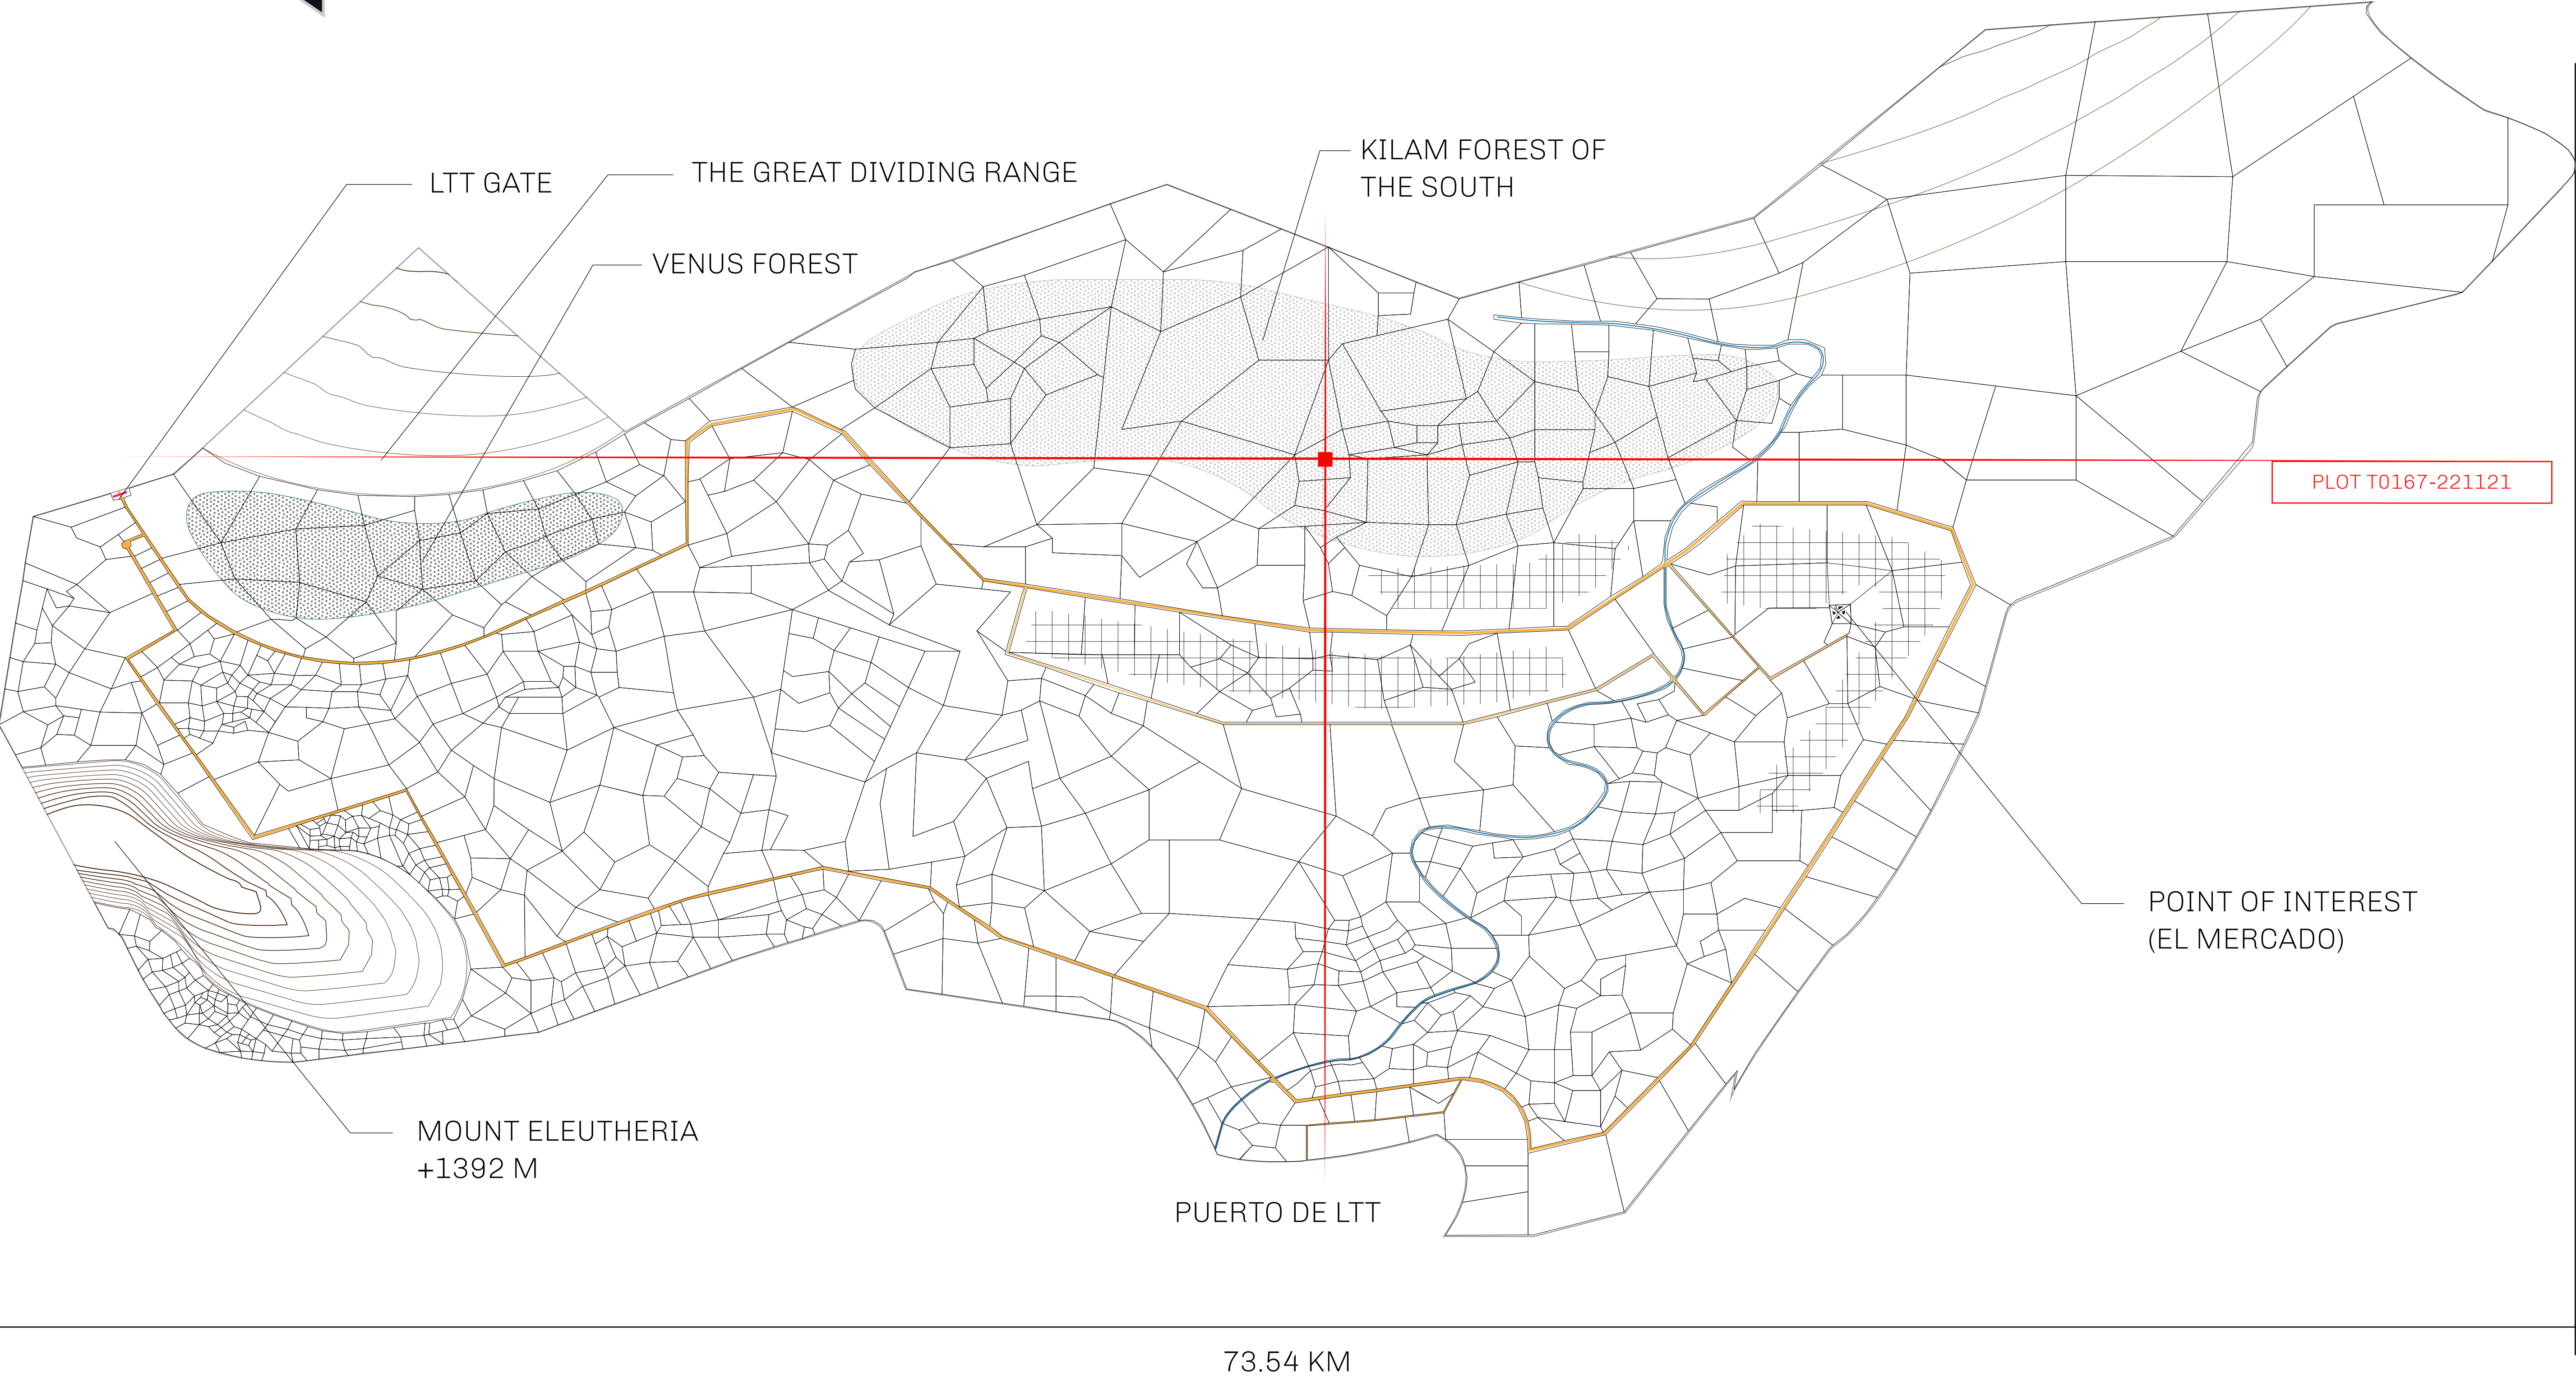 KILAM FOREST OF
THE SOUTH
LTT GATE
THE GREAT DIVIDING RANGE
VENUS FOREST
PLOT T0167-221121
POINT OF INTEREST
(EL MERCADO)
MOUNT ELEUTHERIA
+1392 M
PUERTO DE LTT
73.54 KM